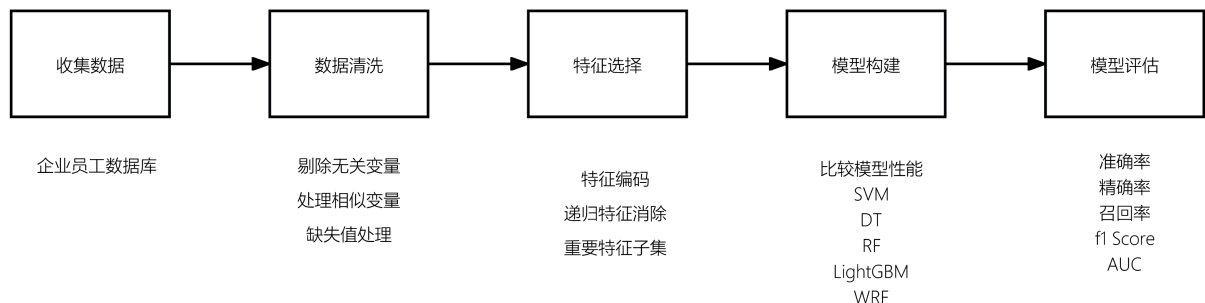 收集数据
数据清洗
特征选择
模型构建
模型评估
企业员工数据库
剔除无关变量
处理相似变量
缺失值处理
特征编码
递归特征消除
重要特征子集
比较模型性能
SVM
DT
RF
LightGBM
WRF
准确率
精确率
召回率
f1 Score
AUC